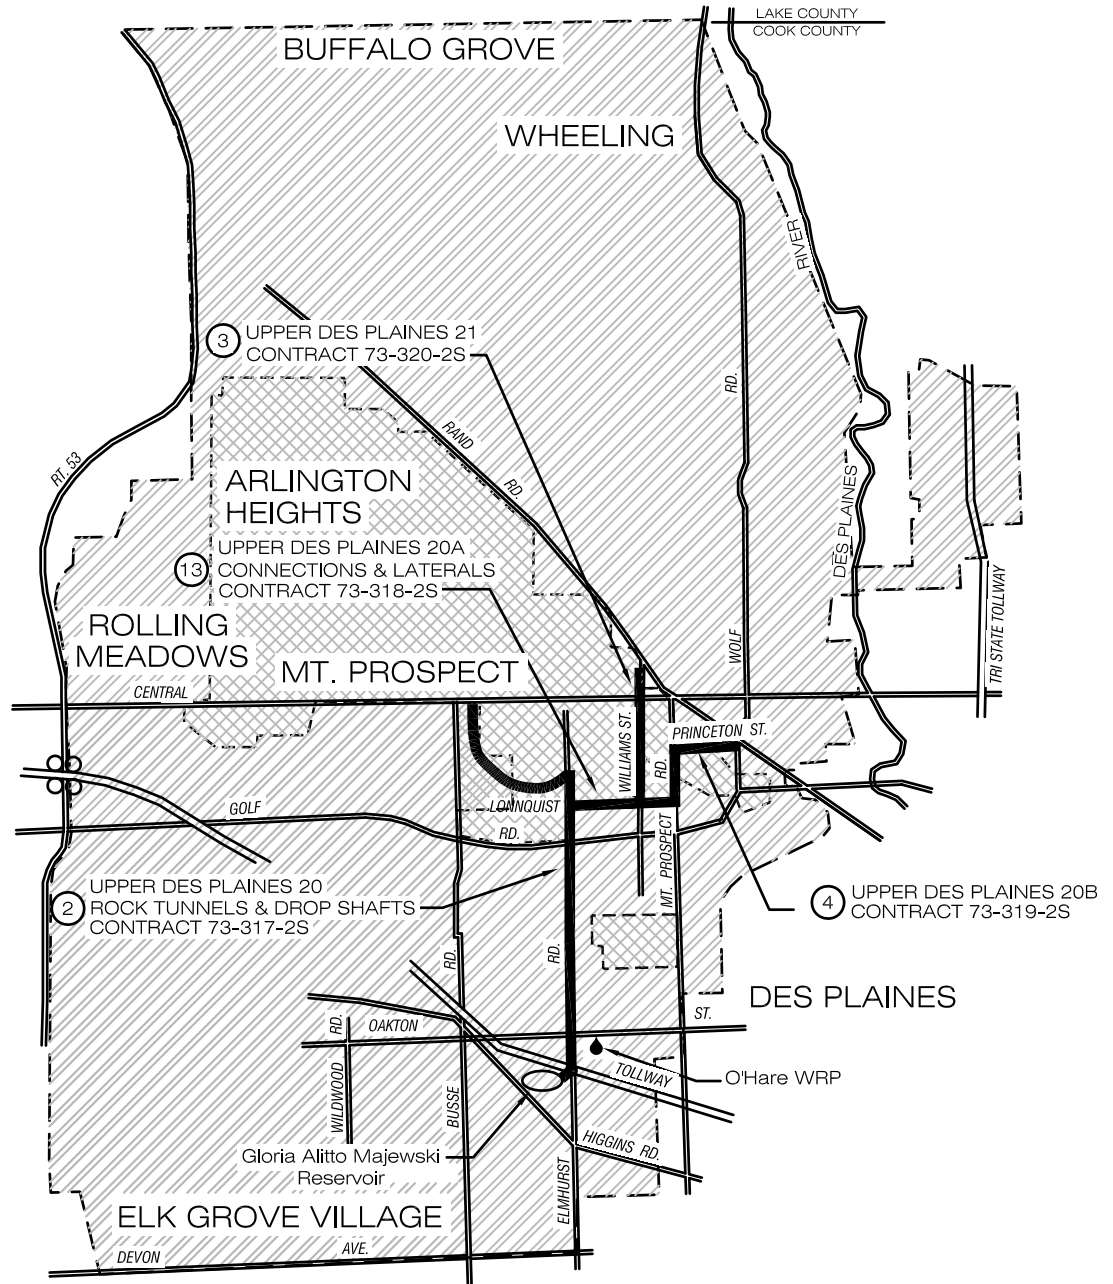 LAKE COUNTY
COOK COUNTY
BUFFALO GROVE
WHEELING
RIVER
3
UPPER DES PLAINES 21
CONTRACT 73-320-2S
RD.
RAND
RD.
RT. 53
ARLINGTON
HEIGHTS
DES PLAINES
13
UPPER DES PLAINES 20A
CONNECTIONS & LATERALS
CONTRACT 73-318-2S
ROLLING
MEADOWS
WOLF
TRI STATE TOLLWAY
MT. PROSPECT
CENTRAL
WILLIAMS ST.
PRINCETON ST.
RD.
GOLF
LONNQUIST
RD.
MT. PROSPECT
2
UPPER DES PLAINES 20
ROCK TUNNELS & DROP SHAFTS
CONTRACT 73-317-2S
4
UPPER DES PLAINES 20B
CONTRACT 73-319-2S
RD.
RD.
DES PLAINES
RD.
OAKTON
ST.
TOLLWAY
O'Hare WRP
WILDWOOD
BUSSE
HIGGINS RD.
Gloria Alitto Majewski
Reservoir
ELMHURST
ELK GROVE VILLAGE
DEVON
AVE.